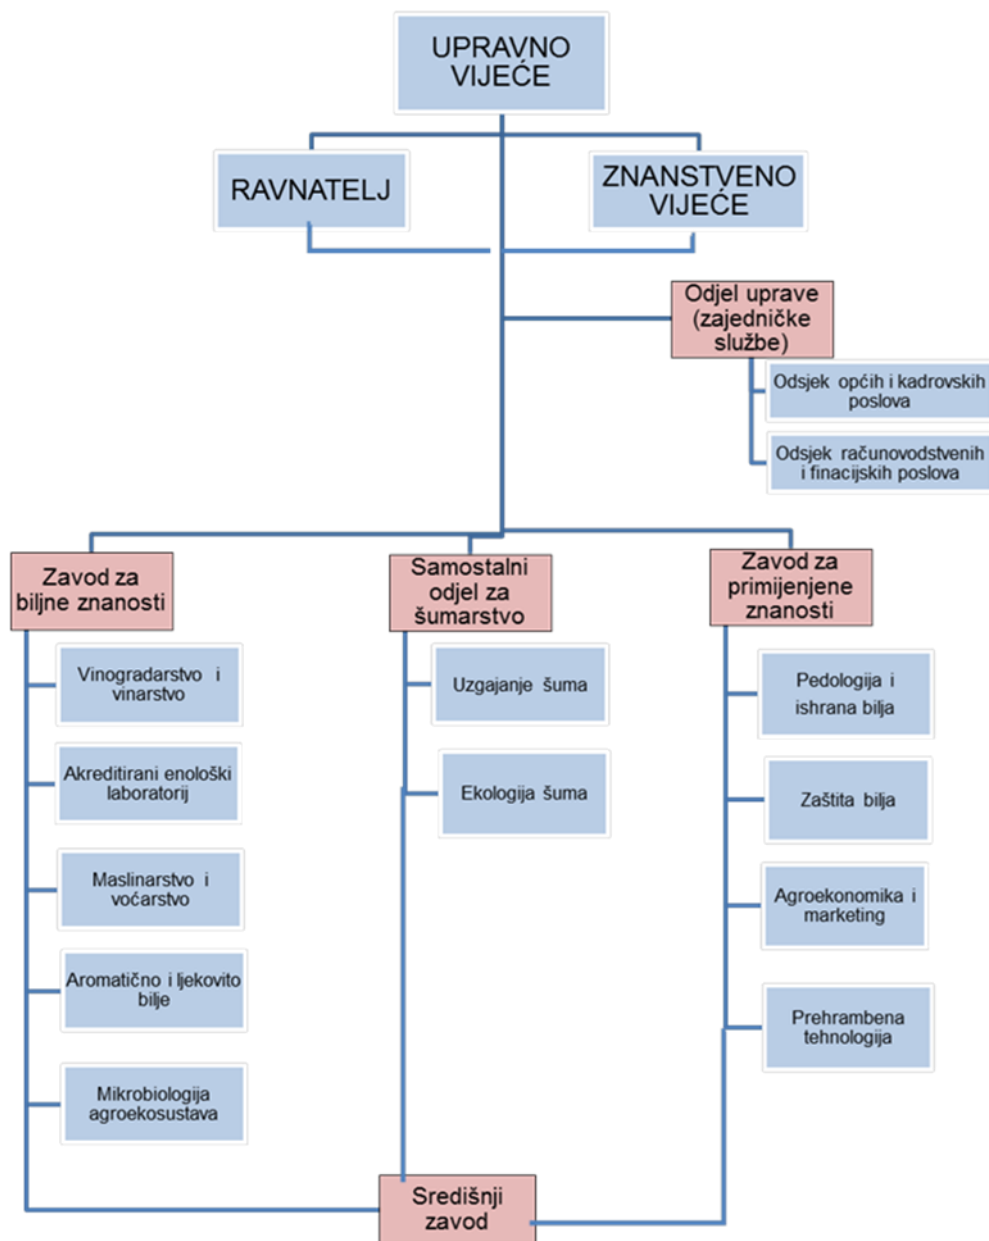 UPRAVNO
VIJEĆE
RAVNATELJ
ZNANSTVENO
VIJEĆE
Odjel uprave
(zajedničke
službe)
Odsjek općih i kadrovskih
poslova
Odsjek računovodstvenih
i finacijskih poslova
Zavod za
biljne znanosti
Vinogradarstvo i
vinarstvo
Akreditirani enološki
laboratorij
Maslinarstvo i
voćarstvo
Aromatično i ljekovito
bilje
Mikrobiologija
agroekosustava
Samostalni
odjel za
šumarstvo
Uzgajanje šuma
Ekologija šuma
Zavod za
primijenjene
znanosti
Pedologija i
ishrana bilja
Zaštita bilja
Agroekonomika i
marketing
Prehrambena
tehnologija
Središnji
zavod